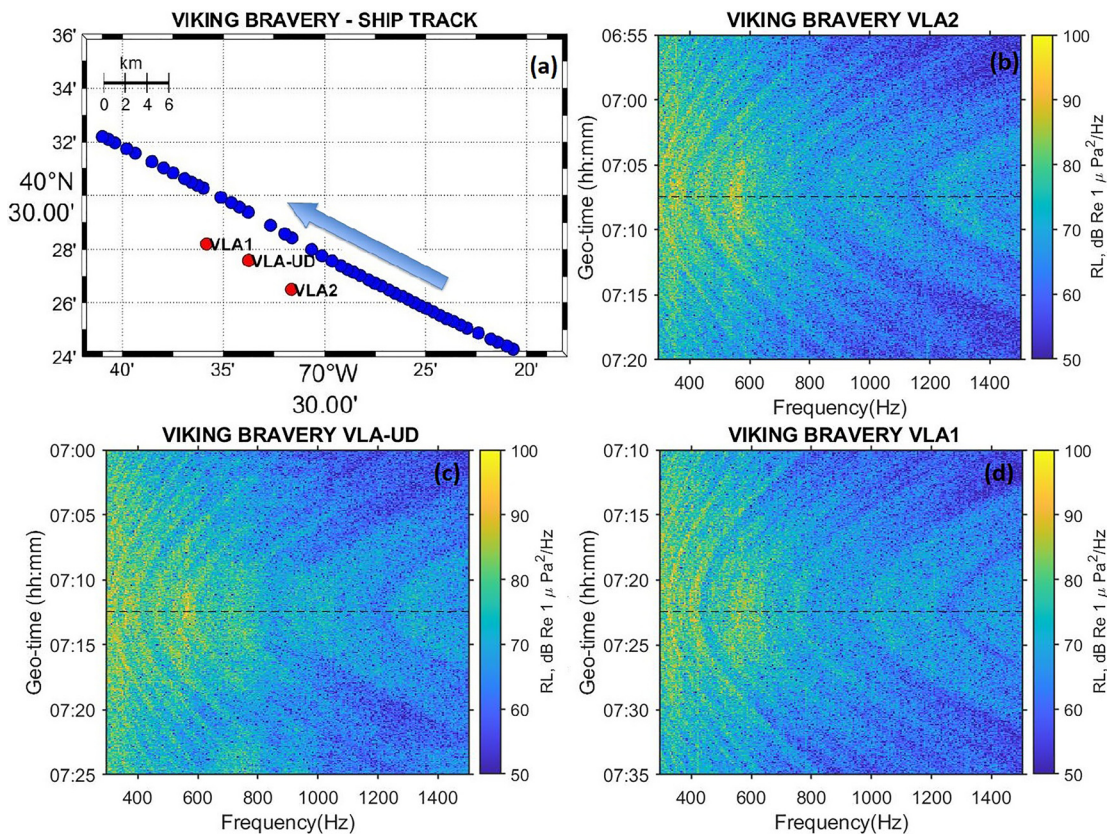 VIKING BRAVERY - SHIP TRACK
(a)
km
0 2 4 6
36'
34'
32'
40°N
30.00'
28'
26'
24'
VLA1
VLA-UD
VLA2
40' 35' 70°W 25' 20'
30.00'
VIKING BRAVERY VLA2
(b)
Geo-time (hh:mm)
06:55
07:00
07:05
07:10
07:15
07:20
400 600 800 1000 1200 1400
Frequency(Hz)
100
90
80
70
60
50
RL, dB Re 1 μ Pa²/Hz
VIKING BRAVERY VLA-UD
(c)
Geo-time (hh:mm)
07:00
07:05
07:10
07:15
07:20
07:25
400 600 800 1000 1200 1400
Frequency(Hz)
100
90
80
70
60
50
RL, dB Re 1 μ Pa²/Hz
VIKING BRAVERY VLA1
(d)
Geo-time (hh:mm)
07:10
07:15
07:20
07:25
07:30
07:35
400 600 800 1000 1200 1400
Frequency(Hz)
100
90
80
70
60
50
RL, dB Re 1 μ Pa²/Hz